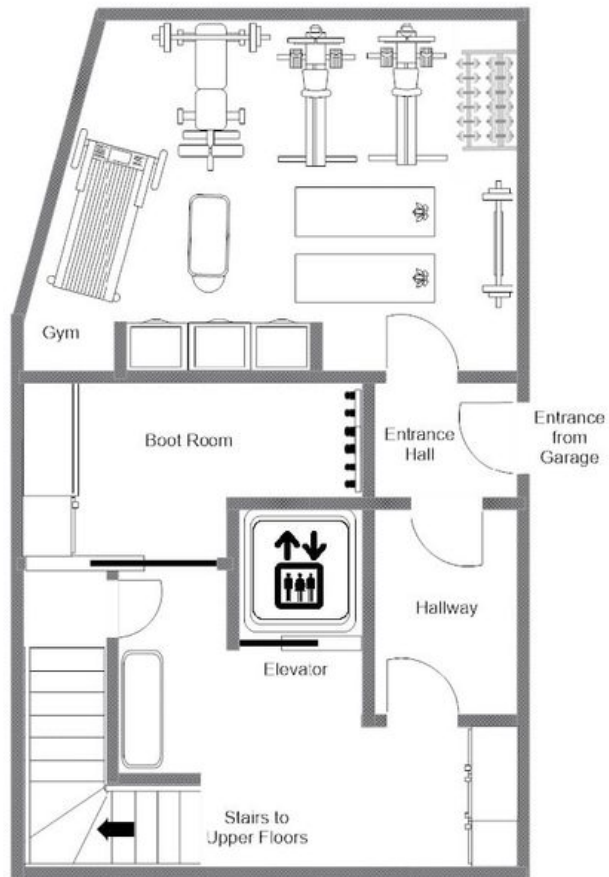 Gym
Boot Room
Entrance
Hall
Entrance
from
Garage
Hallway
Elevator
Stairs to
Upper Floors